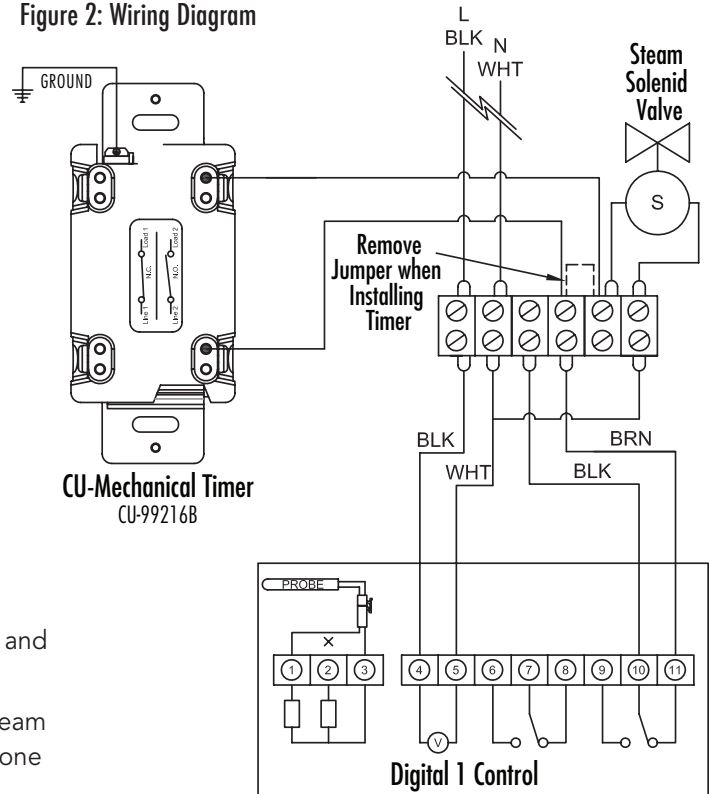 Figure 2: Wiring Diagram
L
BLK
N
WHT
Steam
Solenid
Valve
GROUND
S
Load 1
Load 2
N.C.
N.O.
Line 1
Line 2
Remove
Jumper when
Installing
Timer
BLK
WHT
BLK
BRN
CU-Mechanical Timer
CU-99216B
PROBE
1 2 3 4 5 6 7 8 9 10 11
V
Digital 1 Control
and
eam
one